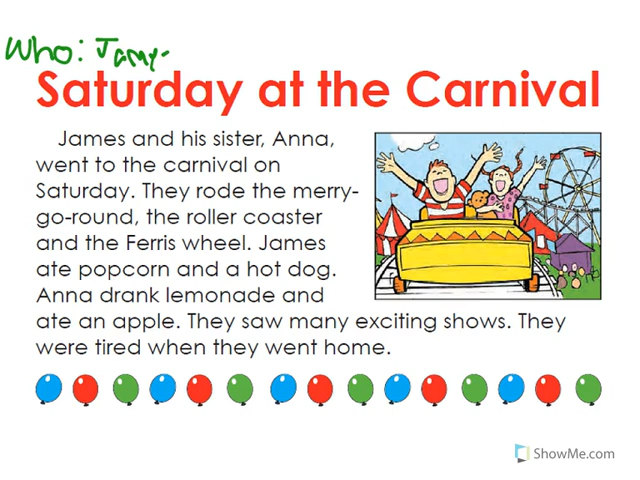 Who: Jamy-
Saturday at the Carnival
James and his sister, Anna,
went to the carnival on
Saturday. They rode the merry-
go-round, the roller coaster
and the Ferris wheel. James
ate popcorn and a hot dog.
Anna drank lemonade and
ate an apple. They saw many exciting shows. They
were tired when they went home.
ShowMe.com